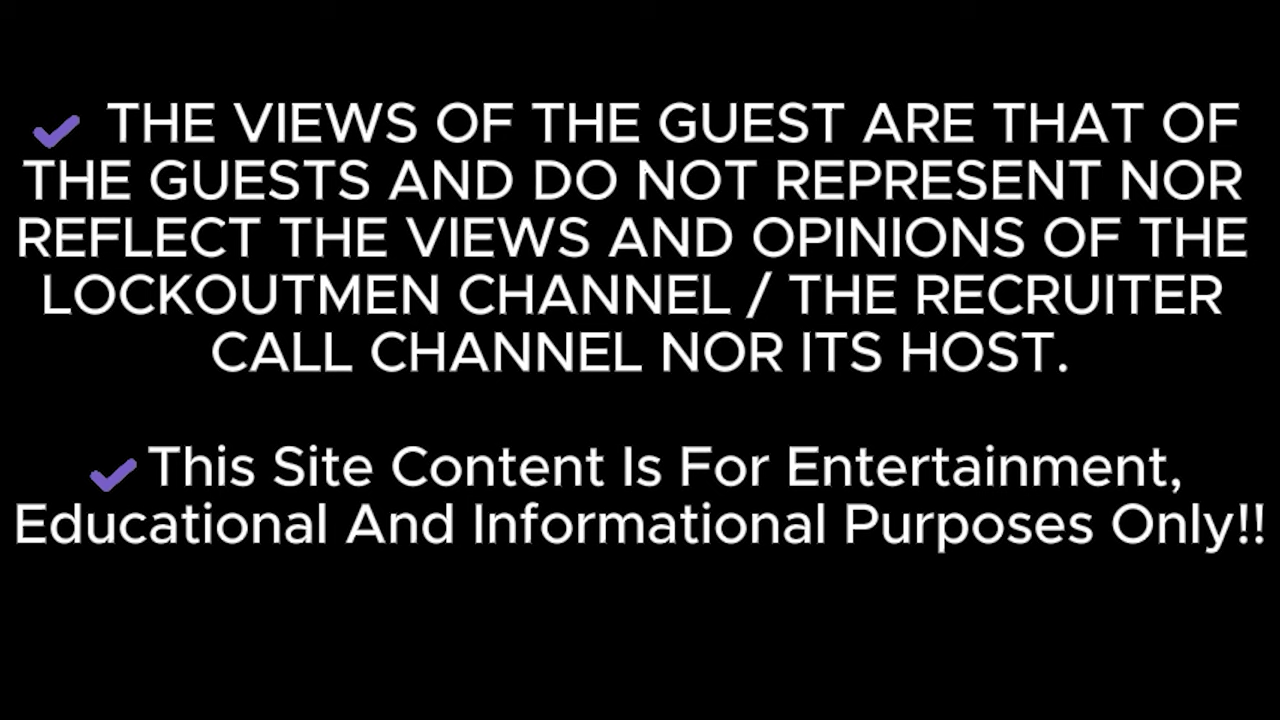 ✔ THE VIEWS OF THE GUEST ARE THAT OF
THE GUESTS AND DO NOT REPRESENT NOR
REFLECT THE VIEWS AND OPINIONS OF THE
LOCKOUTMEN CHANNEL / THE RECRUITER
CALL CHANNEL NOR ITS HOST.
✔ This Site Content Is For Entertainment,
Educational And Informational Purposes Only!!